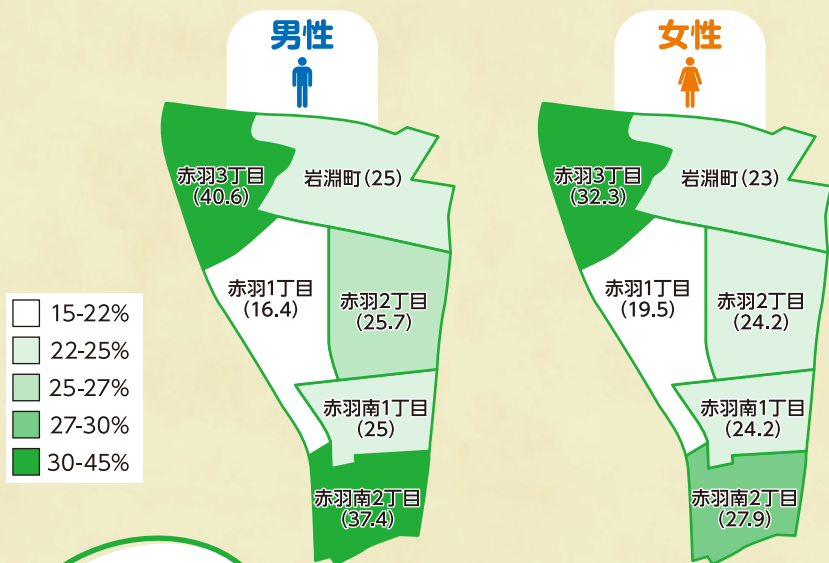 男性
赤羽3丁目
(40.6)
岩淵町(25)
赤羽1丁目
(16.4)
赤羽2丁目
(25.7)
赤羽南1丁目
(25)
赤羽南2丁目
(37.4)
女性
赤羽3丁目
(32.3)
岩淵町(23)
赤羽1丁目
(19.5)
赤羽2丁目
(24.2)
赤羽南1丁目
(24.2)
赤羽南2丁目
(27.9)
15-22%
22-25%
25-27%
27-30%
30-45%